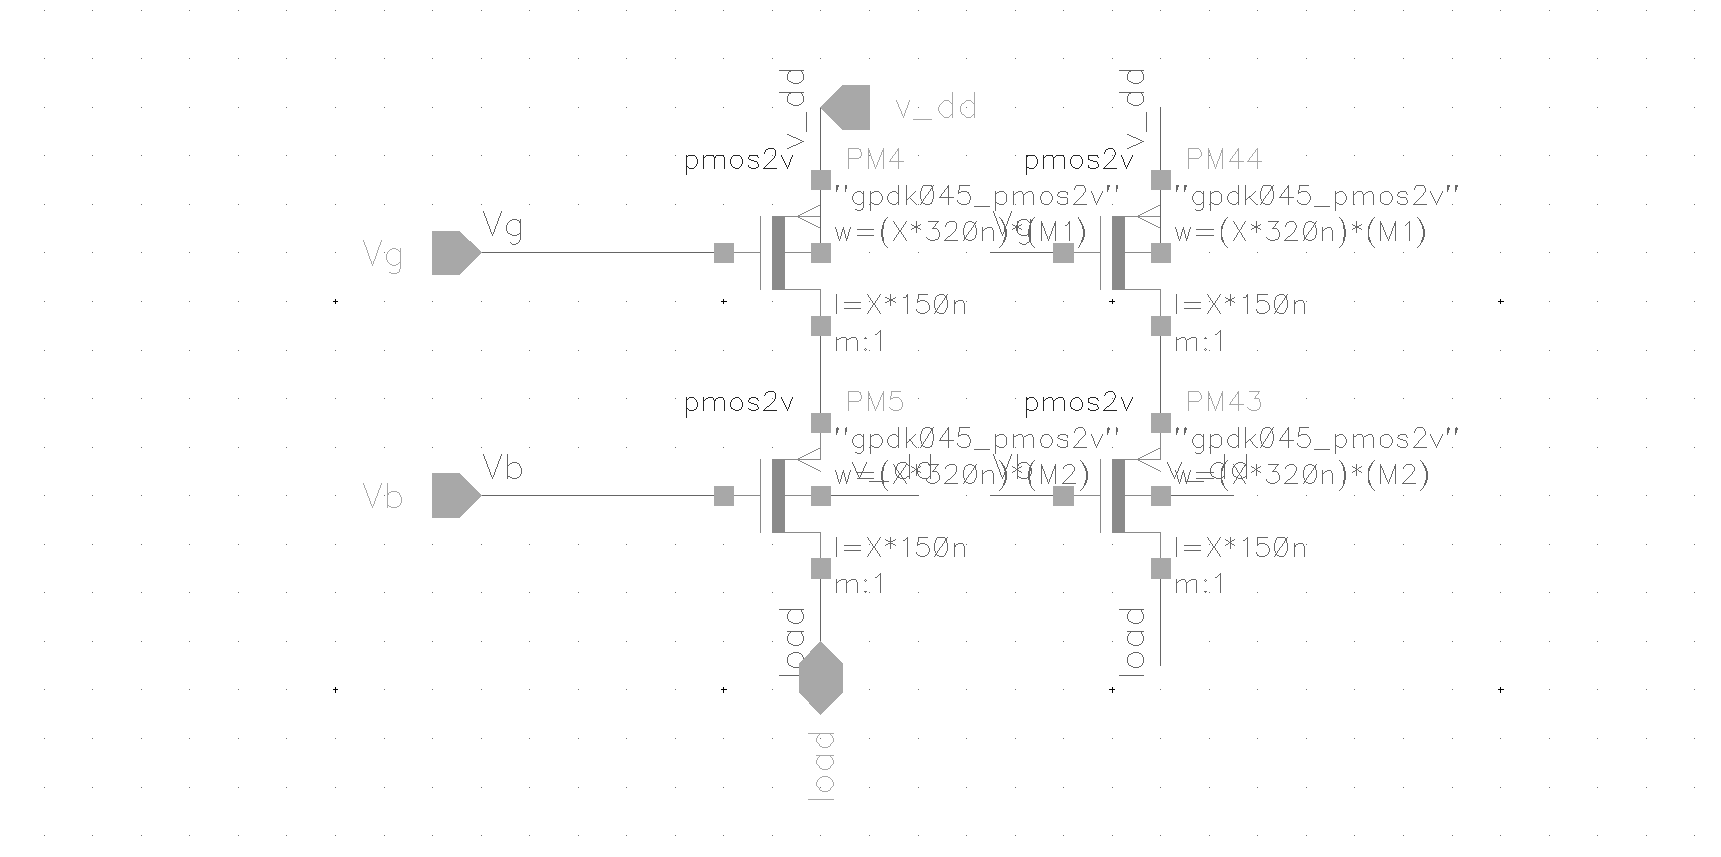 v_dd
v_dd
v_dd
pmos2v
PM4
"gpdk045_pmos2v"
w=(X*320n)*(M1)
l=X*150n
m:1
Vg
Vg
pmos2v
PM44
"gpdk045_pmos2v"
w=(X*320n)*(M1)
l=X*150n
m:1
Vg
pmos2v
PM5
"gpdk045_pmos2v"
w=(X*320n)*(M2)
v_dd
l=X*150n
m:1
Vb
Vb
pmos2v
PM43
"gpdk045_pmos2v"
w=(X*320n)*(M2)
v_dd
l=X*150n
m:1
Vb
load
load
load